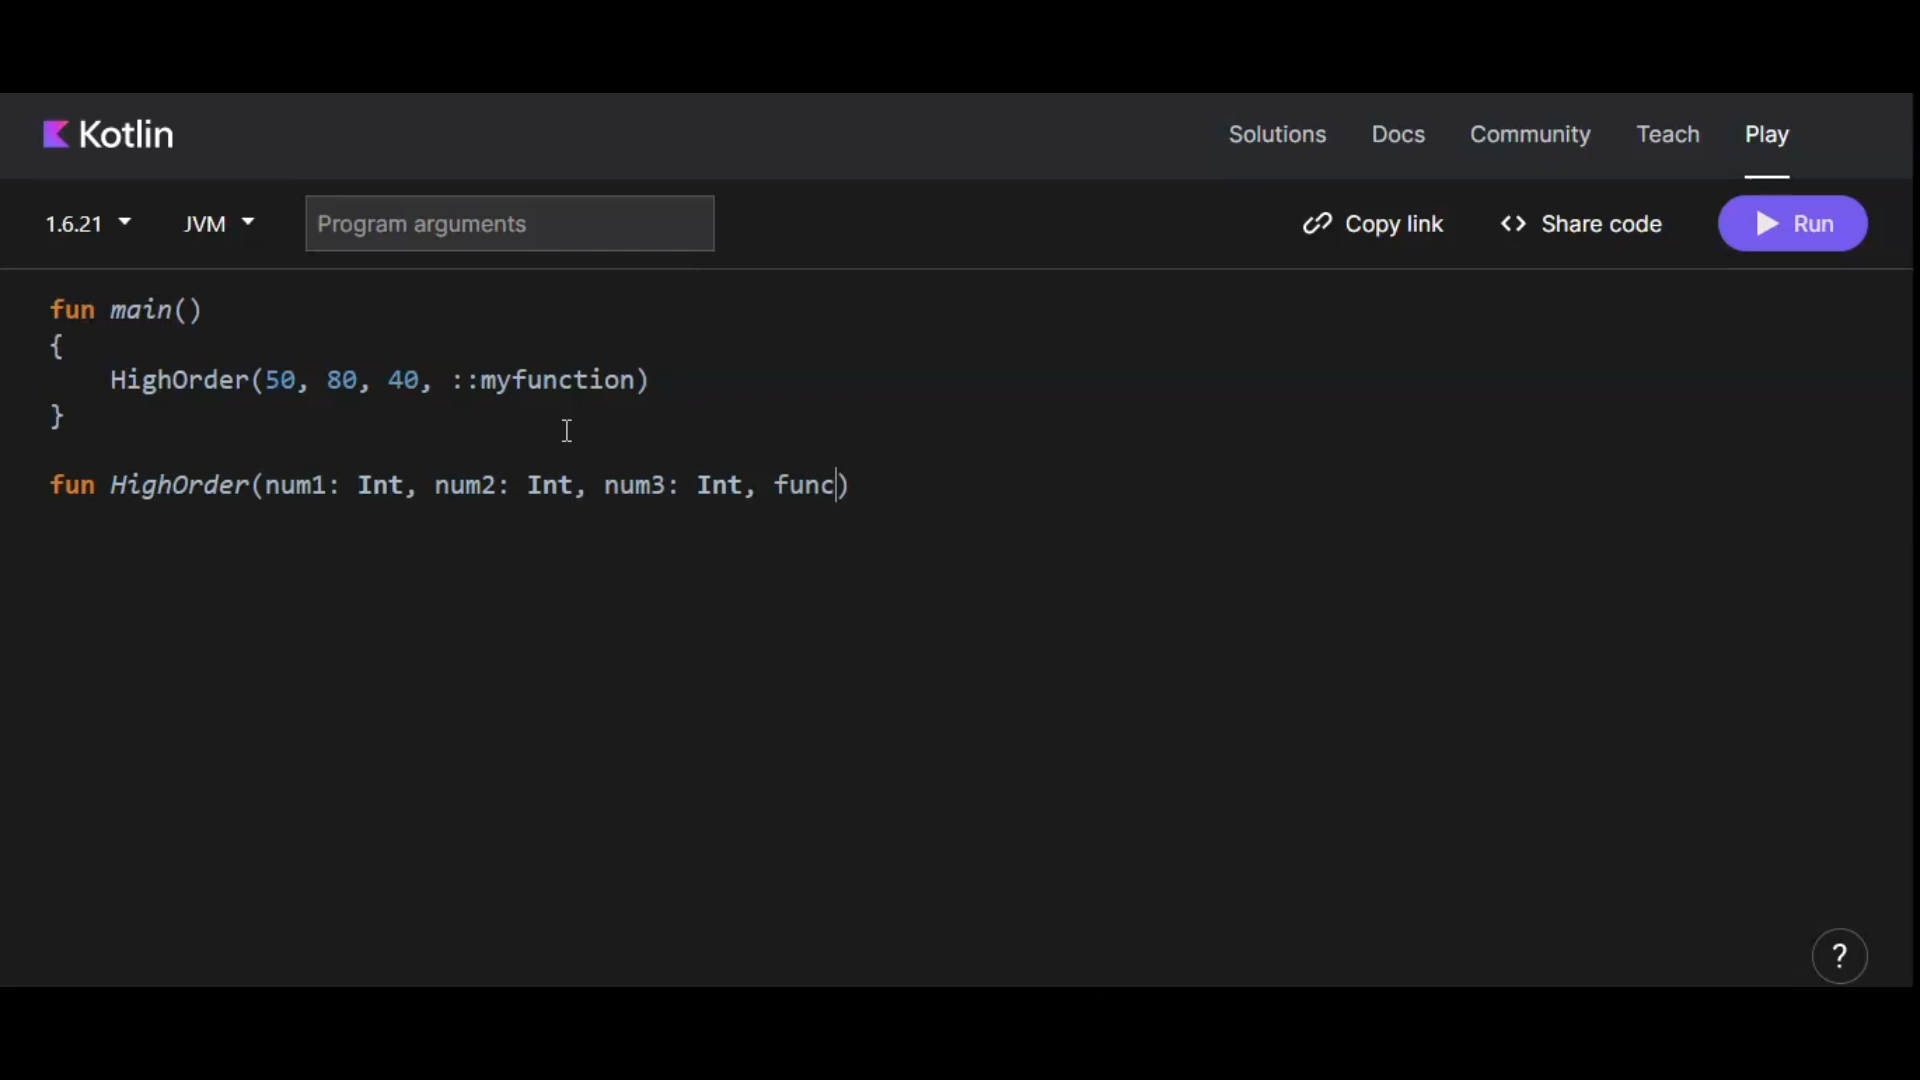 Kotlin
Solutions Docs Community Teach Play
1.6.21 JVM Program arguments Copy link <> Share code Run
fun main()
{
    HighOrder(50, 80, 40, ::myfunction)
}
fun HighOrder(num1: Int, num2: Int, num3: Int, func)
?